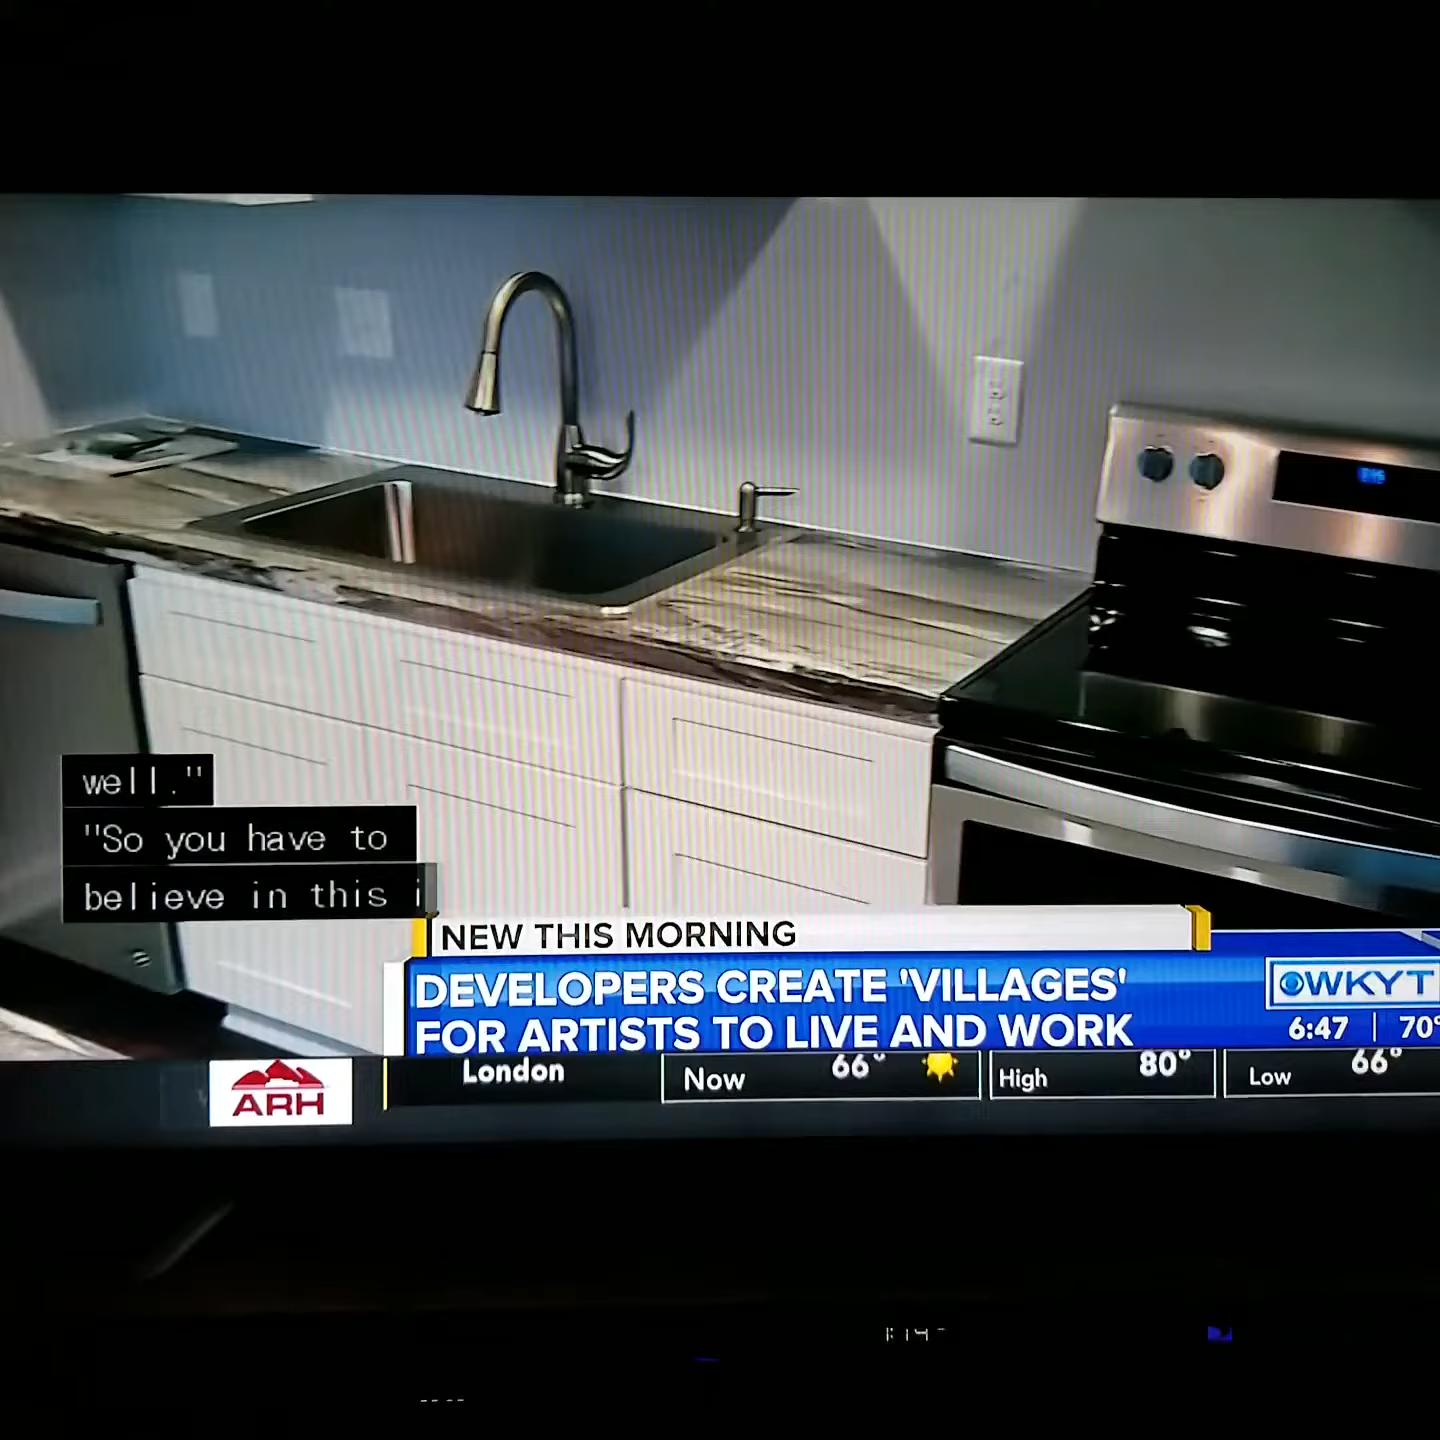 well."
"So you have to
believe in this i
NEW THIS MORNING
DEVELOPERS CREATE 'VILLAGES'
FOR ARTISTS TO LIVE AND WORK
WKYT
6:47 | 70°
ARH
London
Now 66°
High 80°
Low 66°